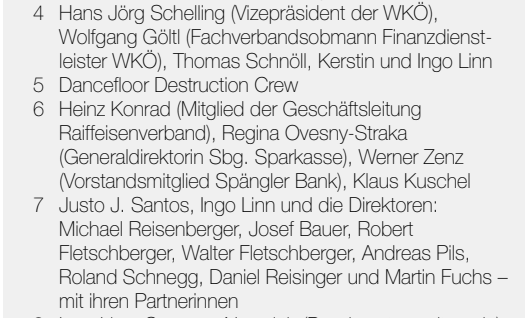 4 Hans Jörg Schelling (Vizepräsident der WKÖ),
Wolfgang Göltl (Fachverbandsobmann Finanzdienst-
leister WKÖ), Thomas Schnöll, Kerstin und Ingo Linn
5 Dancefloor Destruction Crew
6 Heinz Konrad (Mitglied der Geschäftsleitung
Raiffeisenverband), Regina Ovesny-Straka
(Generaldirektorin Sbg. Sparkasse), Werner Zenz
(Vorstandsmitglied Spängler Bank), Klaus Kuschel
7 Justo J. Santos, Ingo Linn und die Direktoren:
Michael Reisenberger, Josef Bauer, Robert
Fletschberger, Walter Fletschberger, Andreas Pils,
Roland Schnegg, Daniel Reisinger und Martin Fuchs –
mit ihren Partnerinnen